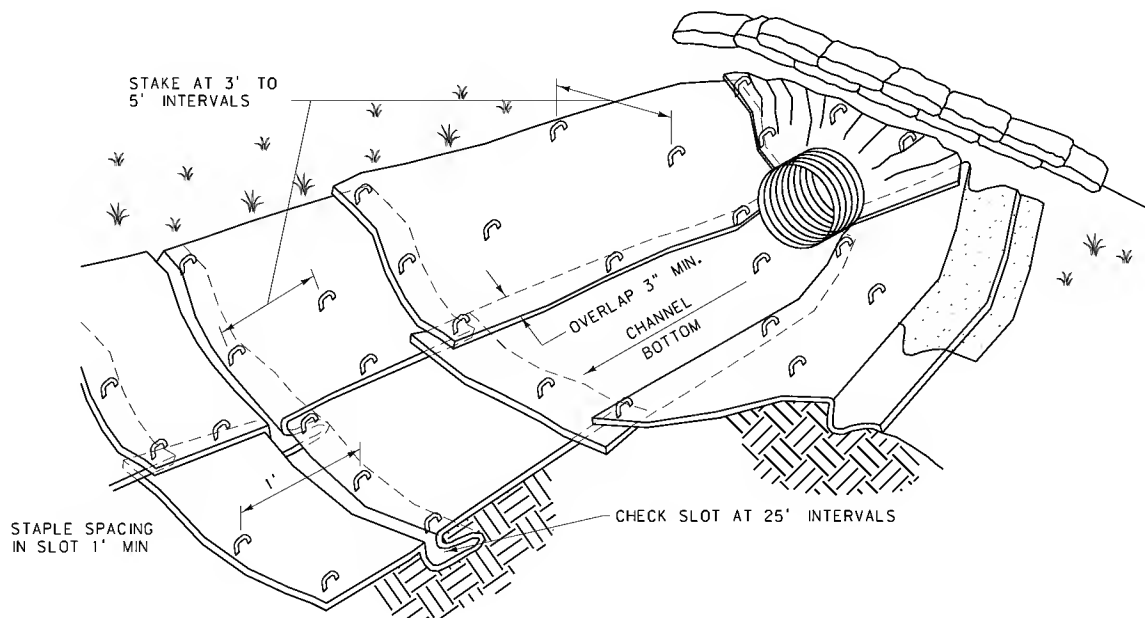 STAKE AT 3' TO
5' INTERVALS
OVERLAP 3" MIN.
CHANNEL
BOTTOM
1'
STAPLE SPACING
IN SLOT 1' MIN
CHECK SLOT AT 25' INTERVALS